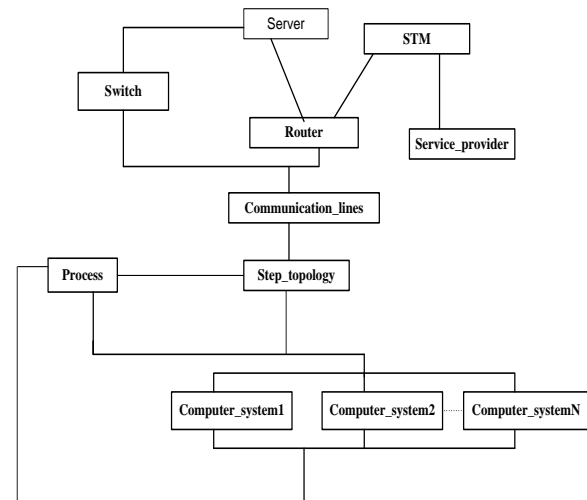 Server
STM
Switch
Router
Service_provider
Communication_lines
Process
Step_topology
Computer_system1
Computer_system2
Computer_systemN